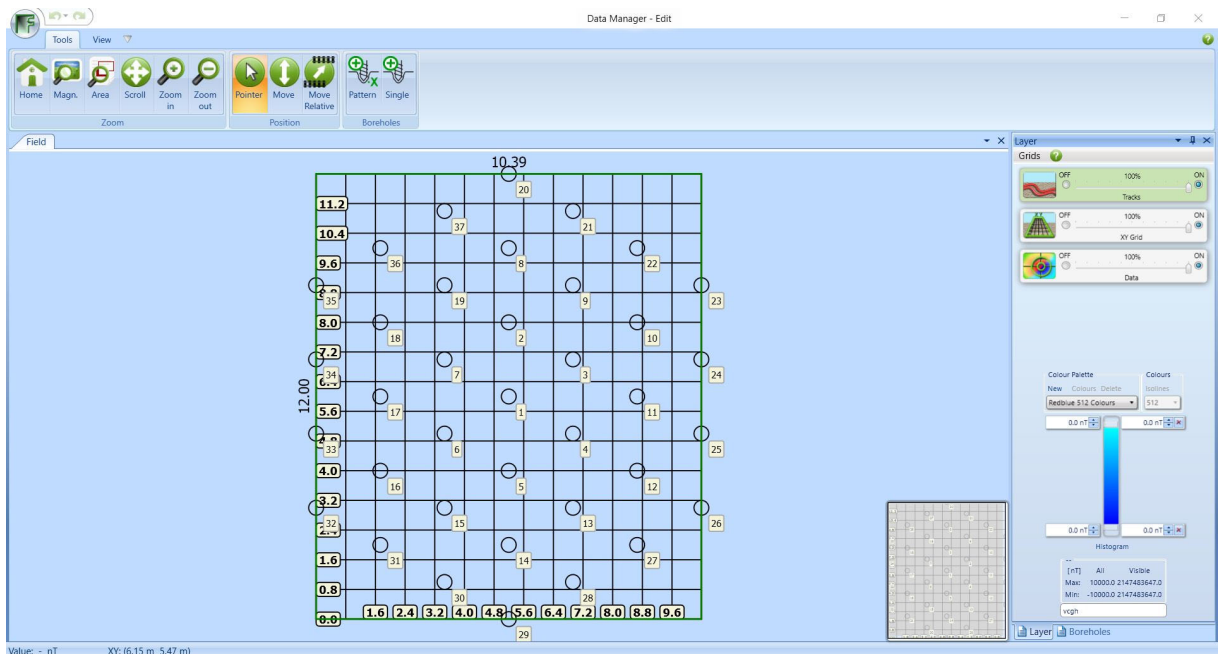 Data Manager - Edit
Tools View
Home Magn. Area Scroll Zoom in Zoom out
Zoom
Pointer Move Move Relative
Position
Pattern Single
Boreholes
Field
Layer
Grids
OFF 100% ON
Tracks
OFF 100% ON
XY Grid
OFF 100% ON
Data
10.39
20
11.2
37 21
10.4
9.6 36 8 22
35 19 9 23
8.0
18 2 10
7.2
34 7 3 24
12.00
5.6 17 1 11
33 6 4 25
4.0
16 5 12
3.2
32 15 13 26
2.4
1.6 31 14 27
0.8
30 28
0.0 1.6 2.4 3.2 4.0 4.8 5.6 6.4 7.2 8.0 8.8 9.6
29
Colour Palette Colours
New Colours Delete Isolines
Redblue 512 Colours 512
0.0 nT 0.0 nT
0.0 nT 0.0 nT
Histogram
--
[nT] All Visible
Max: 10000.0 2147483647.0
Min: -10000.0 2147483647.0
vcgh
Layer Boreholes
Value: - nT XY: (6.15 m, 5.47 m)